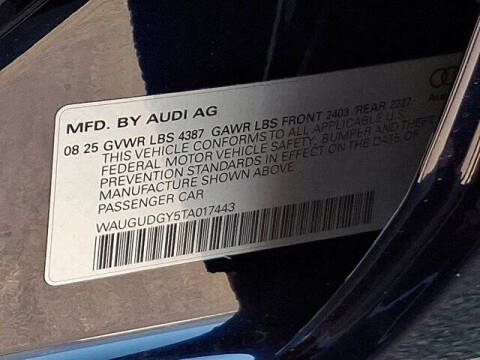 MFD. BY AUDI AG
08 25 GVWR LBS 4387 GAWR LBS FRONT 2403 /REAR 2227
THIS VEHICLE CONFORMS TO ALL APPLICABLE U.S.
FEDERAL MOTOR VEHICLE SAFETY, BUMPER AND THEFT
PREVENTION STANDARDS IN EFFECT ON THE DATE OF
MANUFACTURE SHOWN ABOVE
PASSENGER CAR
WAUGUDGY5TA017443